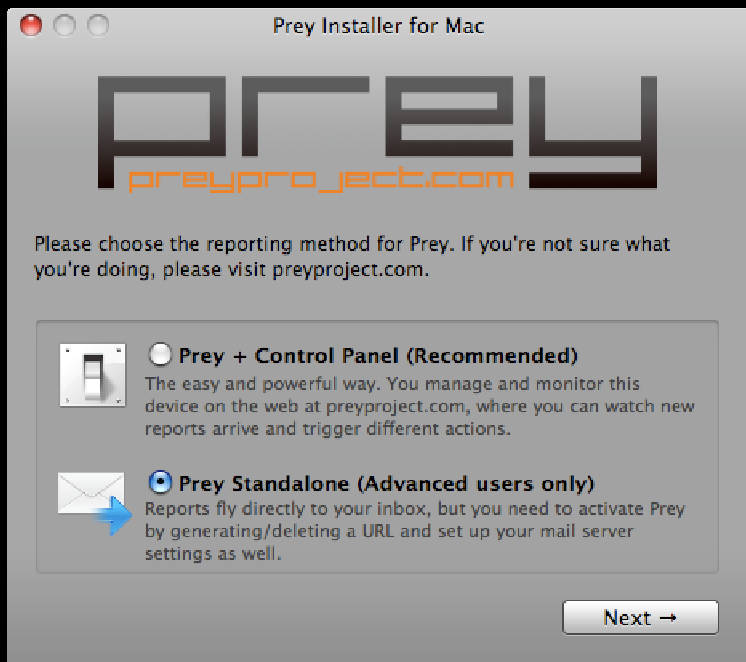 Prey Installer for Mac
prey
preyproject.com
Please choose the reporting method for Prey. If you're not sure what
you're doing, please visit preyproject.com.
Prey + Control Panel (Recommended)
The easy and powerful way. You manage and monitor this
device on the web at preyproject.com, where you can watch new
reports arrive and trigger different actions.
Prey Standalone (Advanced users only)
Reports fly directly to your inbox, but you need to activate Prey
by generating/deleting a URL and set up your mail server
settings as well.
Next →